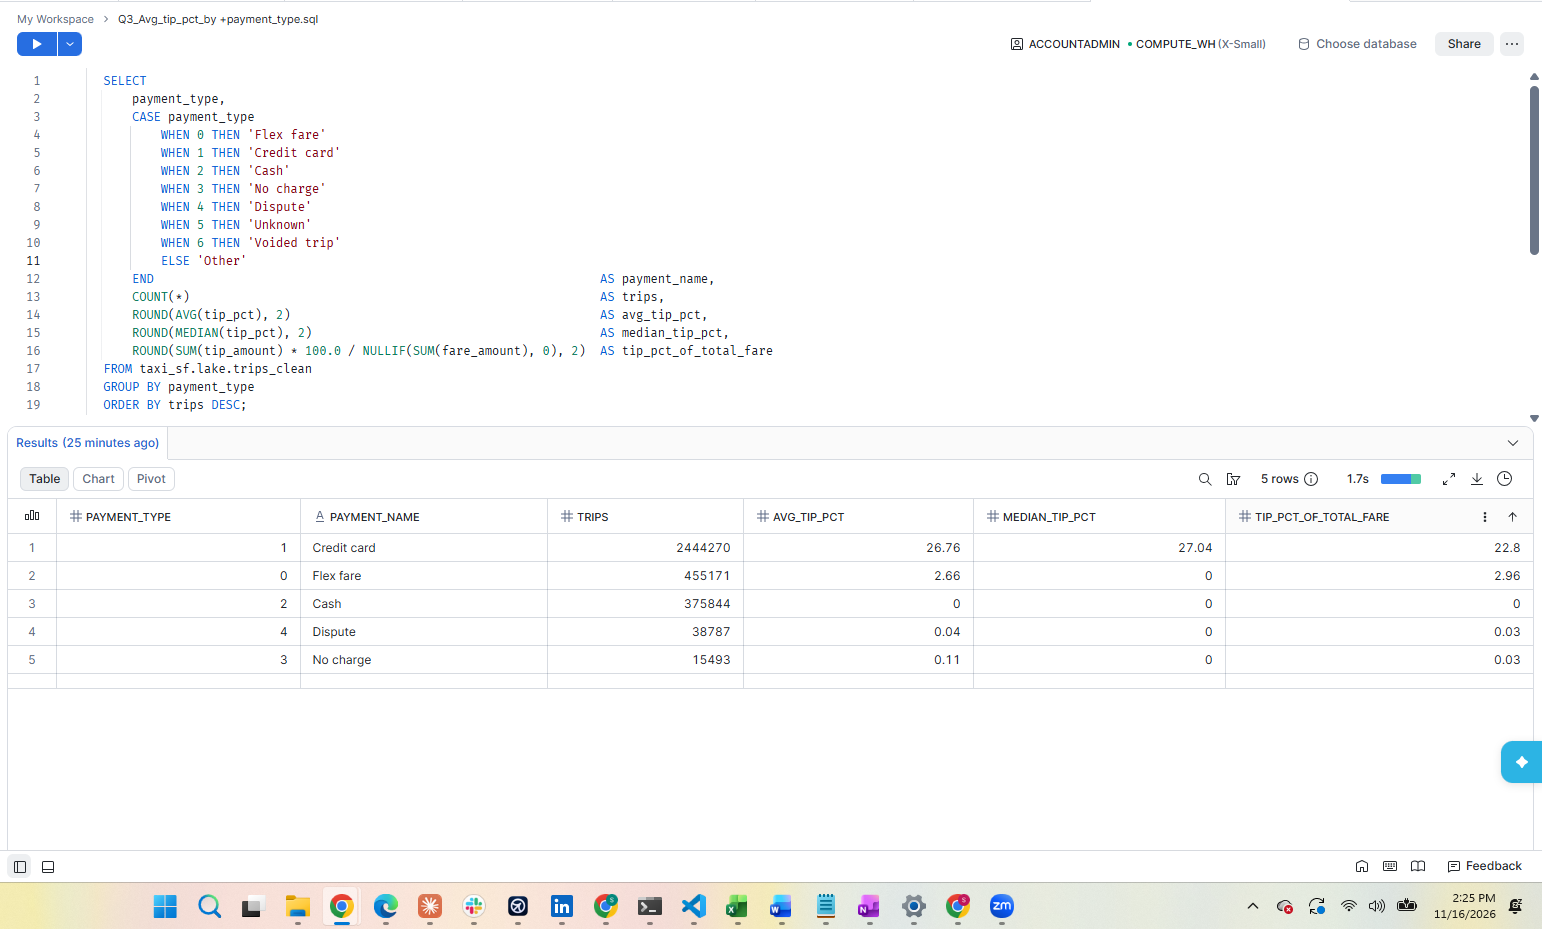 My Workspace > Q3_Avg_tip_pct_by +payment_type.sql
ACCOUNTADMIN • COMPUTE_WH (X-Small) Choose database Share
1 SELECT
2 payment_type,
3 CASE payment_type
4 WHEN 0 THEN 'Flex fare'
5 WHEN 1 THEN 'Credit card'
6 WHEN 2 THEN 'Cash'
7 WHEN 3 THEN 'No charge'
8 WHEN 4 THEN 'Dispute'
9 WHEN 5 THEN 'Unknown'
10 WHEN 6 THEN 'Voided trip'
11 ELSE 'Other'
12 END AS payment_name,
13 COUNT(*) AS trips,
14 ROUND(AVG(tip_pct), 2) AS avg_tip_pct,
15 ROUND(MEDIAN(tip_pct), 2) AS median_tip_pct,
16 ROUND(SUM(tip_amount) * 100.0 / NULLIF(SUM(fare_amount), 0), 2) AS tip_pct_of_total_fare
17 FROM taxi_sf.lake.trips_clean
18 GROUP BY payment_type
19 ORDER BY trips DESC;
Results (25 minutes ago)
Table Chart Pivot 5 rows 1.7s
# PAYMENT_TYPE A PAYMENT_NAME # TRIPS # AVG_TIP_PCT # MEDIAN_TIP_PCT # TIP_PCT_OF_TOTAL_FARE
1 1 Credit card 2444270 26.76 27.04 22.8
2 0 Flex fare 455171 2.66 0 2.96
3 2 Cash 375844 0 0 0
4 4 Dispute 38787 0.04 0 0.03
5 3 No charge 15493 0.11 0 0.03
Feedback
2:25 PM
11/16/2026